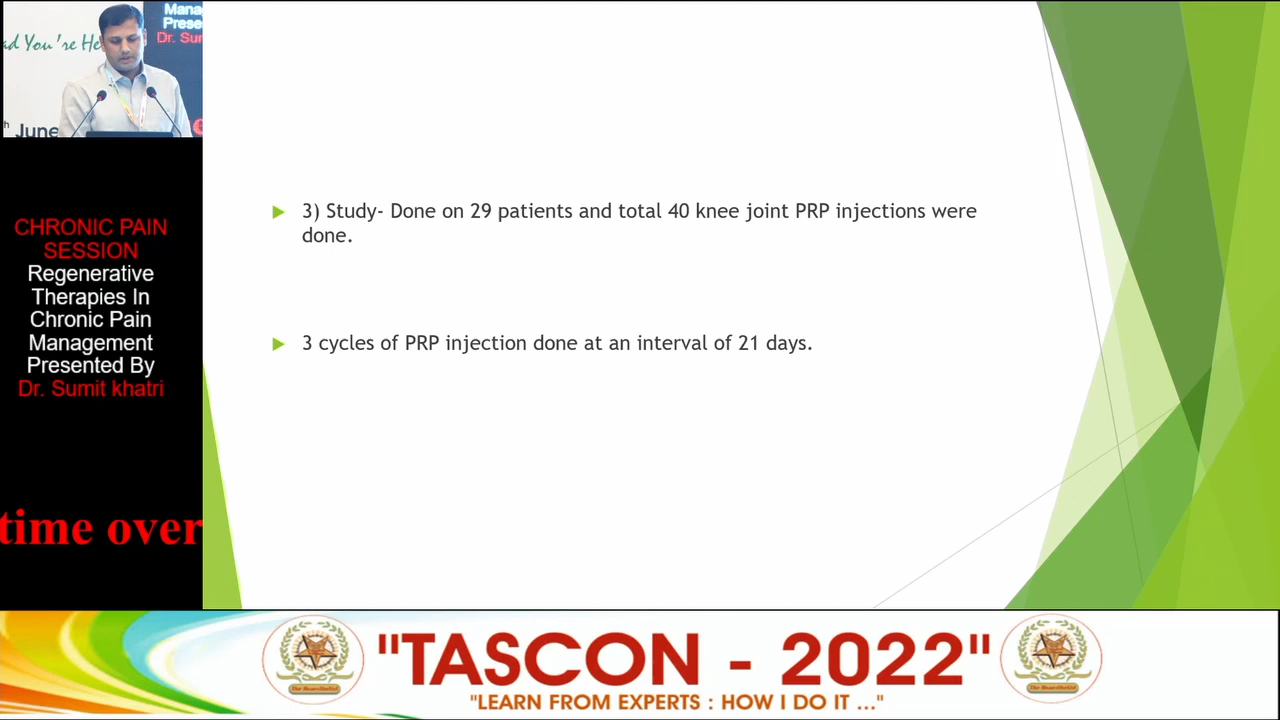 ad You're He
Mana
Prese
Dr. Sur
June
CHRONIC PAIN
SESSION
Regenerative
Therapies In
Chronic Pain
Management
Presented By
Dr. Sumit khatri
time over
3) Study- Done on 29 patients and total 40 knee joint PRP injections were
done.
3 cycles of PRP injection done at an interval of 21 days.
"TASCON - 2022"
"LEARN FROM EXPERTS : HOW I DO IT ..."